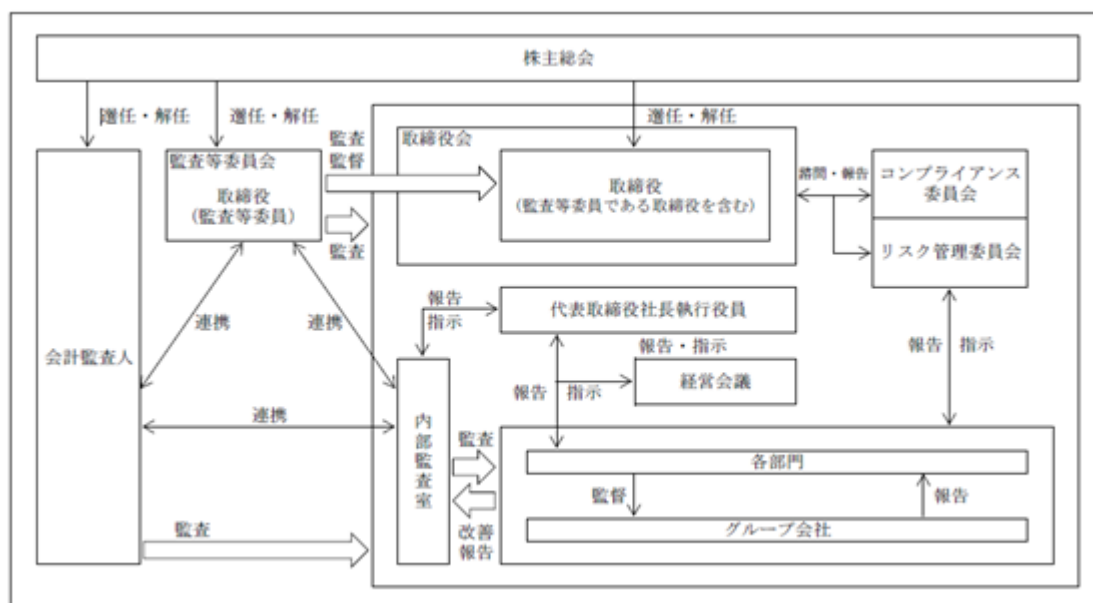 株主総会
選任・解任
選任・解任
選任・解任
監査等委員会
取締役
(監査等委員)
監査
監督
監査
取締役会
取締役
(監査等委員である取締役を含む)
諮問・報告
コンプライアンス
委員会
リスク管理委員会
連携
連携
会計監査人
報告
指示
代表取締役社長執行役員
報告・指示
経営会議
報告
指示
報告
指示
連携
内部監査室
監査
改善
報告
各部門
監督
報告
グループ会社
監査